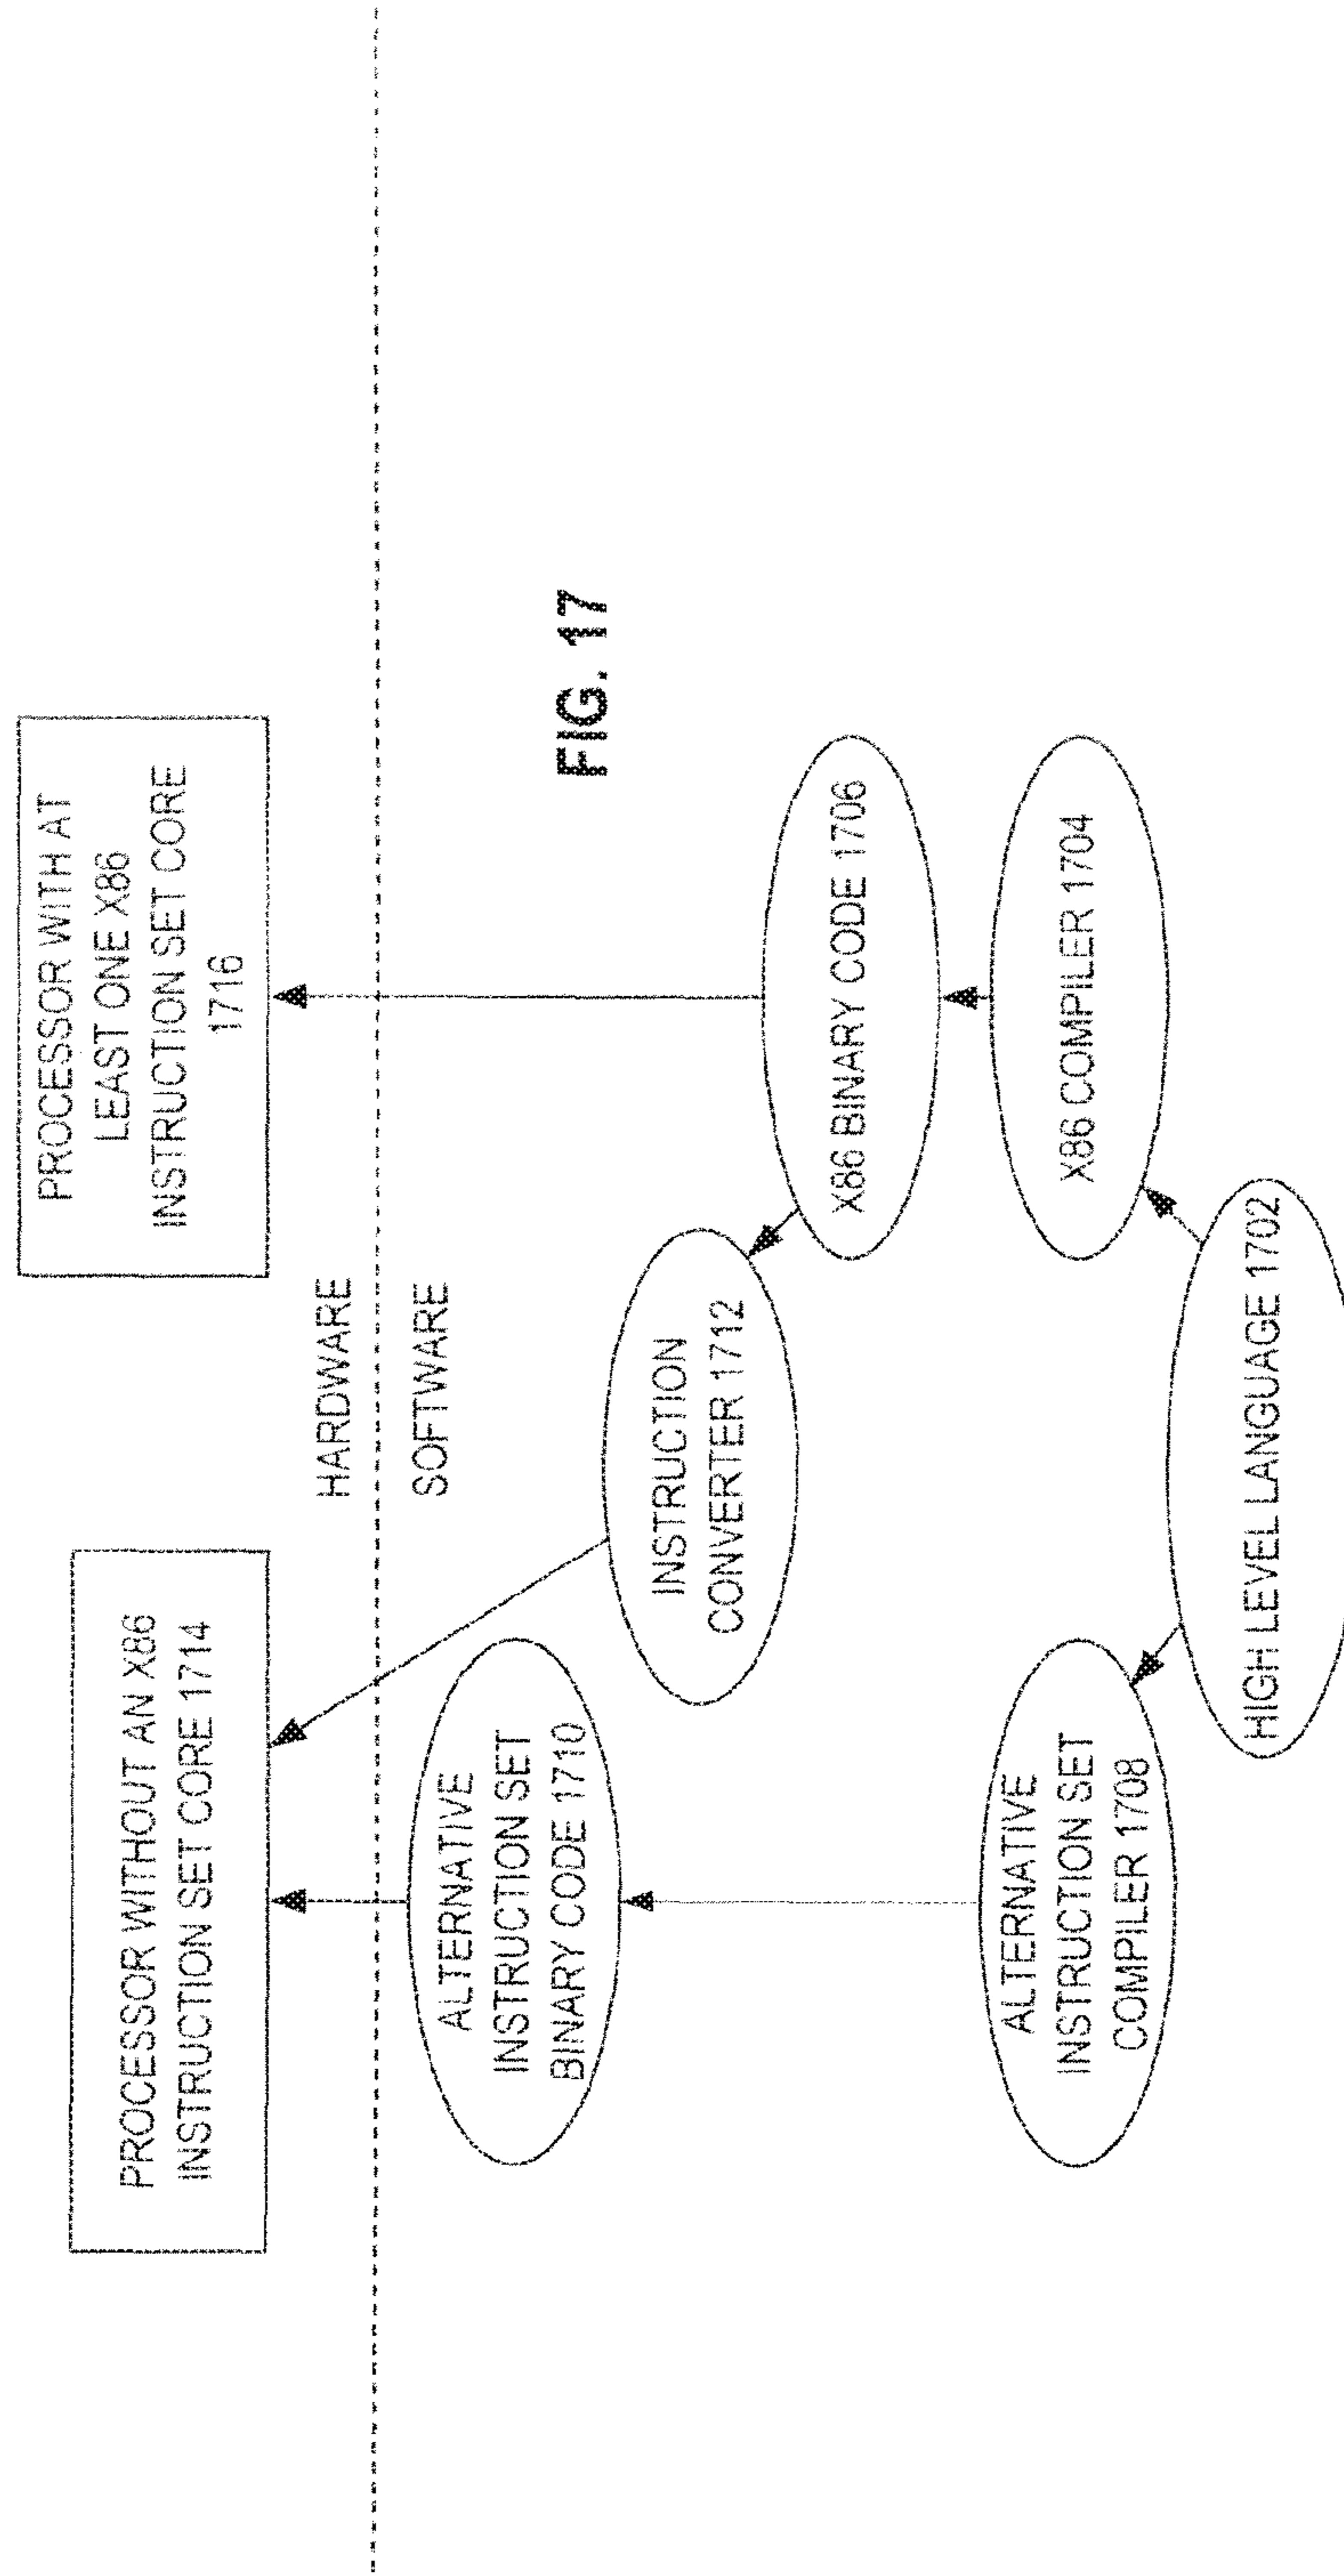 PROCESSOR WITHOUT AN X86
INSTRUCTION SET CORE 1714
PROCESSOR WITH AT
LEAST ONE X86
INSTRUCTION SET CORE
1716
HARDWARE
SOFTWARE
ALTERNATIVE
INSTRUCTION SET
BINARY CODE 1710
FIG. 17
INSTRUCTION
CONVERTER 1712
X86 BINARY CODE 1706
ALTERNATIVE
INSTRUCTION SET
COMPILER 1708
X86 COMPILER 1704
HIGH LEVEL LANGUAGE 1702